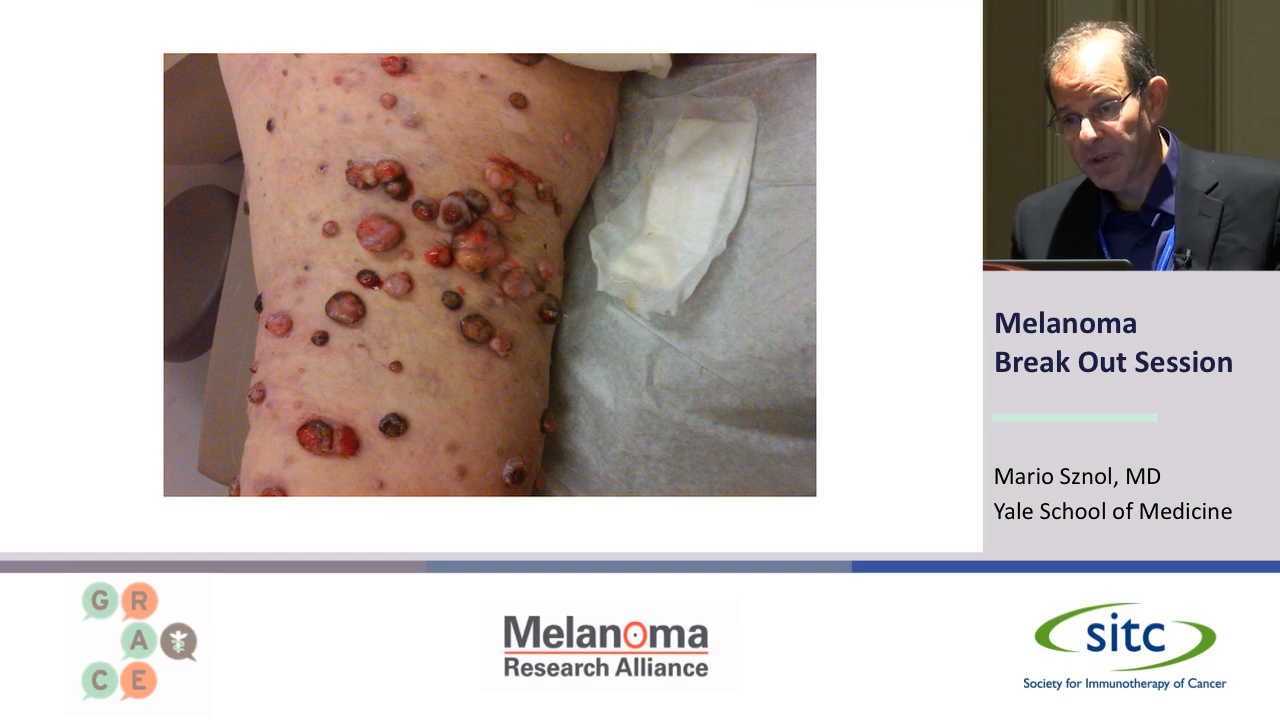 Melanoma
Break Out Session
Mario Sznol, MD
Yale School of Medicine
G R
A
C E
Melanoma
Research Alliance
sitc
Society for Immunotherapy of Cancer